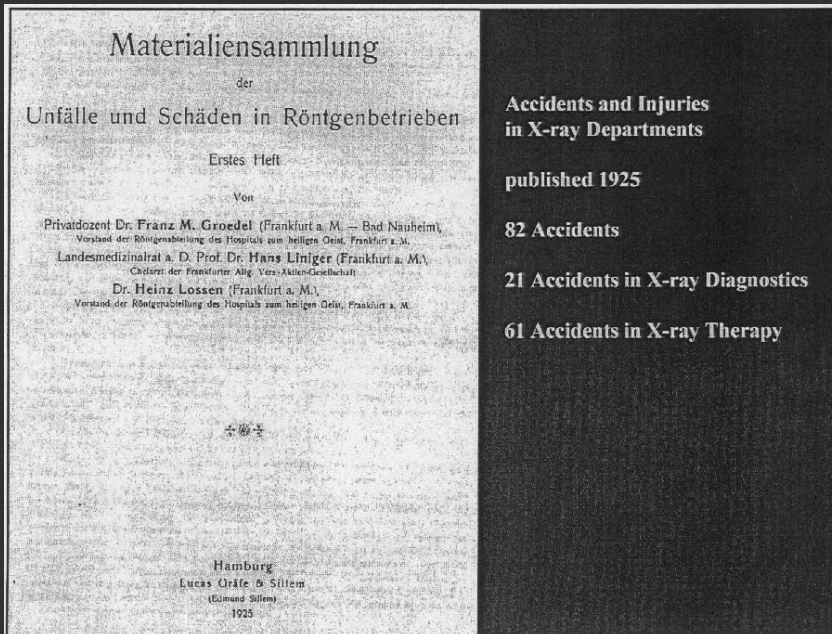 Materialiensammlung
der
Unfälle und Schäden in Röntgenbetrieben
Erstes Heft
Von
Privatdozent Dr. Franz M. Groedel (Frankfurt a. M. — Bad Nauheim),
Vorstand der Röntgenabteilung des Hospitals zum heiligen Geist, Frankfurt a. M.
Landesmedizinalrat a. D. Prof. Dr. Hans Liniger (Frankfurt a. M.),
Chefarzt der Frankfurter Allg. Vers.-Aktien-Gesellschaft
Dr. Heinz Lossen (Frankfurt a. M.),
Vorstand der Röntgenabteilung des Hospitals zum heiligen Geist, Frankfurt a. M.
Hamburg
Lucas Gräfe & Sillem
(Edmund Sillem)
1925
Accidents and Injuries
in X-ray Departments
published 1925
82 Accidents
21 Accidents in X-ray Diagnostics
61 Accidents in X-ray Therapy